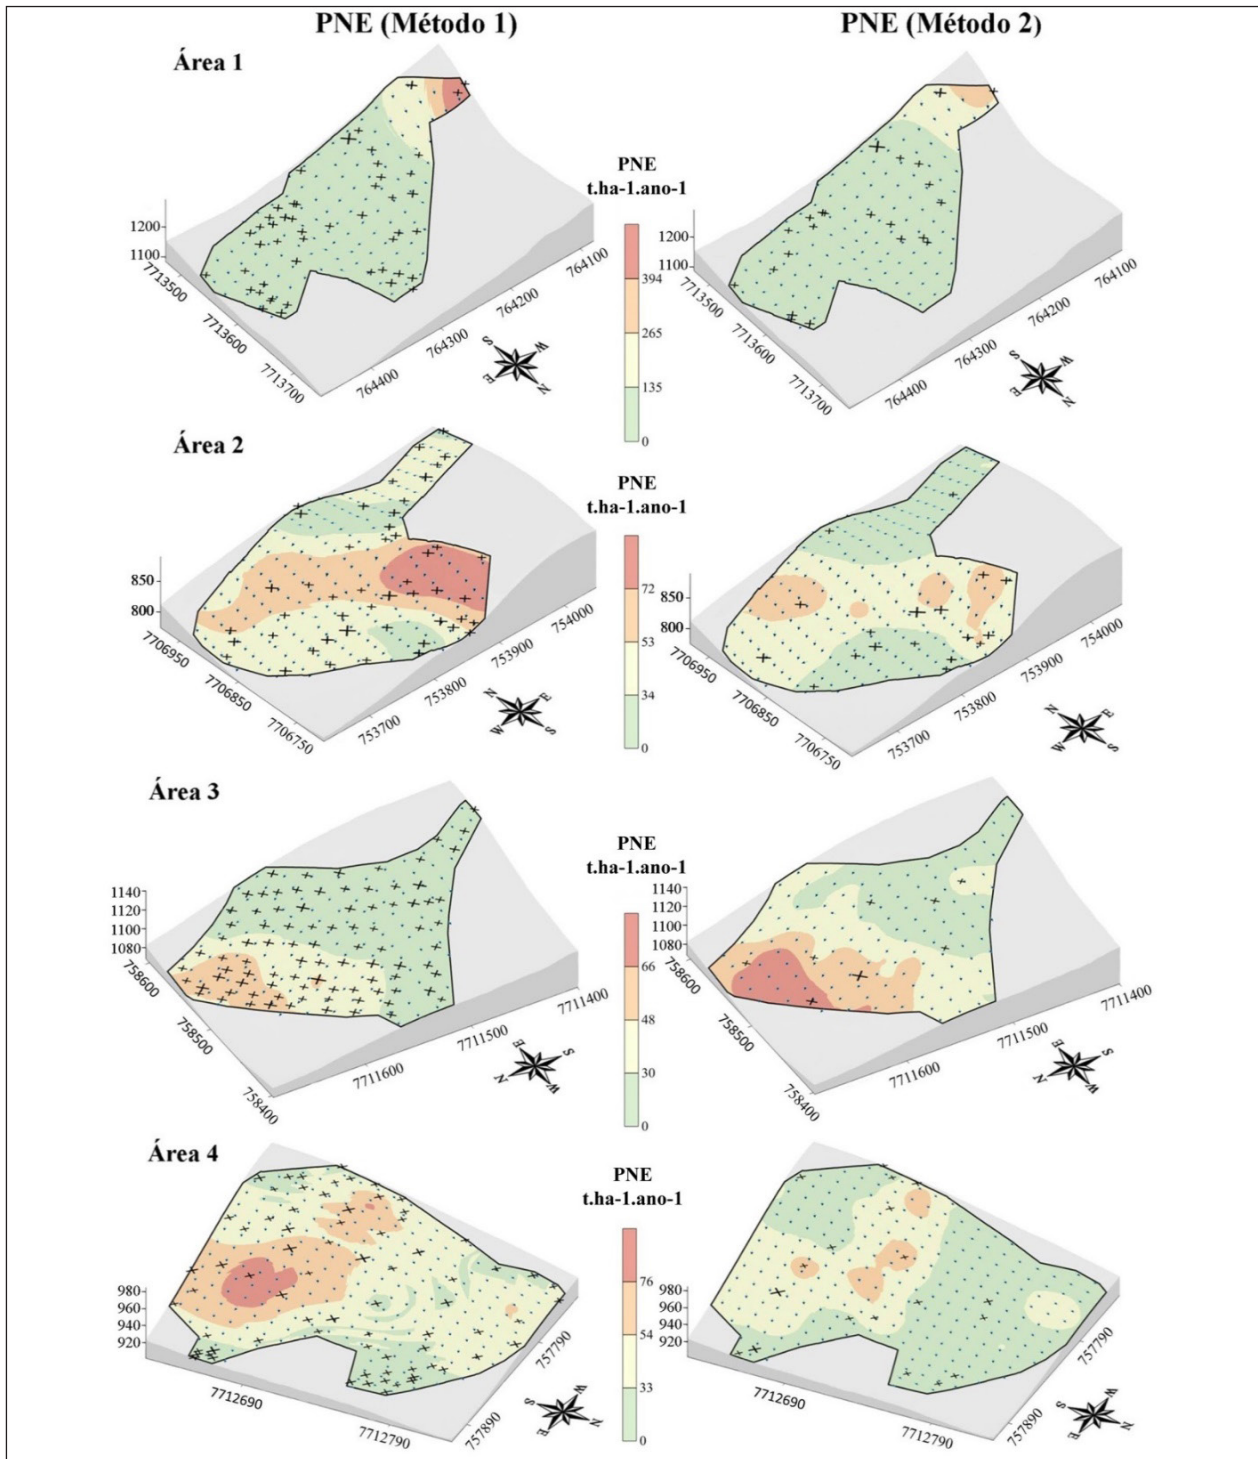 PNE (Método 1)
PNE (Método 2)
Área 1
PNE
t.ha-1.ano-1
394
265
135
0
1200
1100
7713500
7713600
7713700
764400
764300
764200
764100
S
W
E
N
1200
1100
7713500
7713600
7713700
764400
764300
764200
764100
S
W
E
N
Área 2
PNE
t.ha-1.ano-1
72
53
34
0
850
800
7706950
7706850
7706750
753700
753800
753900
754000
N
E
W
S
850
800
7706950
7706850
7706750
753700
753800
753900
754000
N
E
W
S
Área 3
PNE
t.ha-1.ano-1
66
48
30
0
1140
1120
1100
1080
758600
758500
758400
7711600
7711500
7711400
E
S
N
W
1140
1120
1100
1080
758600
758500
758400
7711600
7711500
7711400
E
S
N
W
Área 4
PNE
t.ha-1.ano-1
76
54
33
0
980
960
940
920
7712690
7712790
757890
757790
S
W
E
N
980
960
940
920
7712690
7712790
757890
757790
S
W
E
N